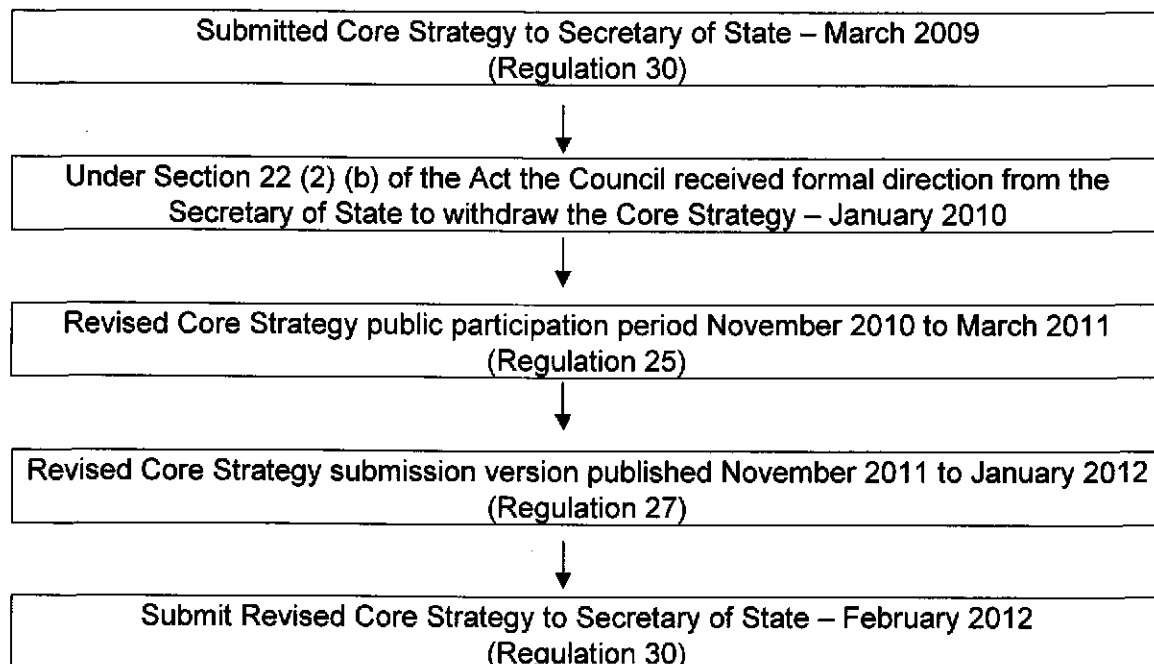 Submitted Core Strategy to Secretary of State – March 2009
(Regulation 30)
Under Section 22 (2) (b) of the Act the Council received formal direction from the
Secretary of State to withdraw the Core Strategy – January 2010
Revised Core Strategy public participation period November 2010 to March 2011
(Regulation 25)
Revised Core Strategy submission version published November 2011 to January 2012
(Regulation 27)
Submit Revised Core Strategy to Secretary of State – February 2012
(Regulation 30)